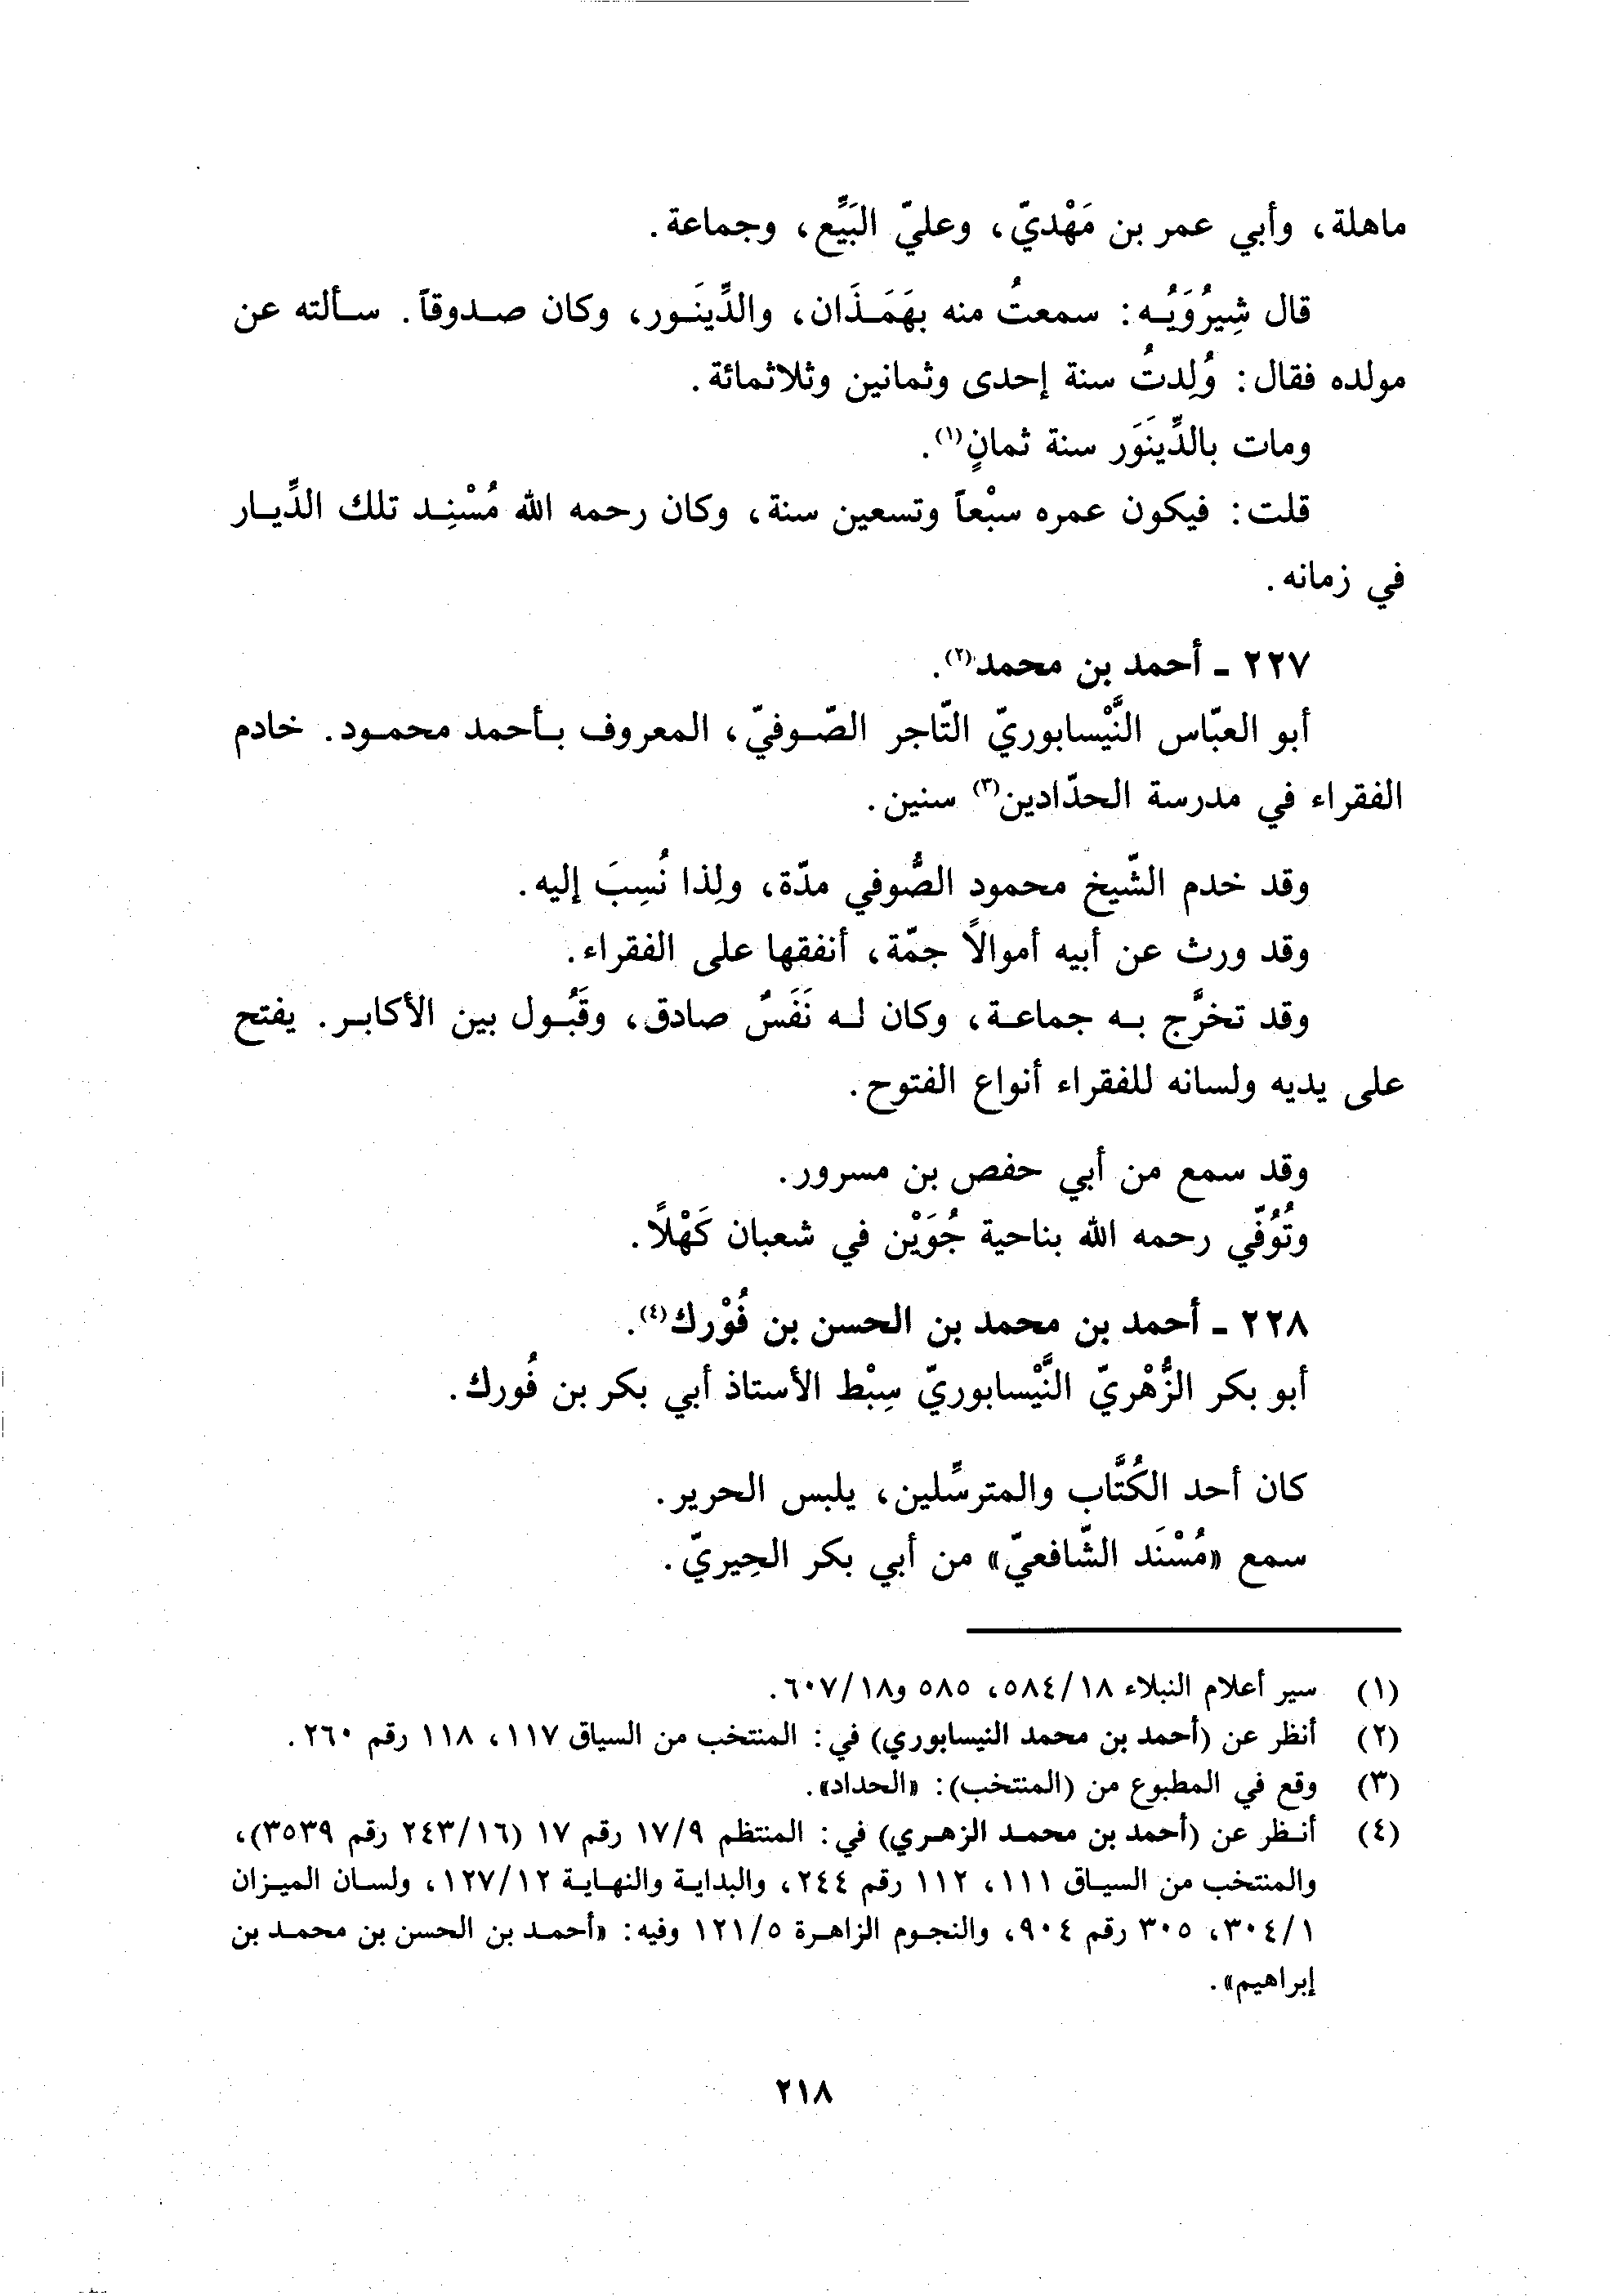 ماهلة، وأبي عمر بن مَهْديّ، وعليّ البَيِّع، وجماعة.
قال شِيرُوَيْه: سمعتُ منه بهَمَذَان، والدِّينَور، وكان صدوقاً. سألته عن
مولده فقال: وُلِدتُ سنة إحدى وثمانين وثلاثمائة.
ومات بالدِّينَوَر سنة ثمانٍ(١).
قلت: فيكون عمره سبْعاً وتسعين سنة، وكان رحمه الله مُسْنِد تلك الدِّيار
في زمانه.
٢٢٧ - أحمد بن محمد(٢).
أبو العبّاس النَّيْسابوريّ التّاجر الصّوفيّ، المعروف بأحمد محمود. خادم
الفقراء في مدرسة الحدّادين(٣) سنين.
وقد خدم الشّيخ محمود الصُّوفي مدّة، ولِذا نُسِبَ إليه.
وقد ورث عن أبيه أموالاً جمّة، أنفقها على الفقراء.
وقد تخرَّج به جماعة، وكان له نَفَسٌ صادق، وقَبُول بين الأكابر. يفتح
على يديه ولسانه للفقراء أنواع الفتوح.
وقد سمع من أبي حفص بن مسرور.
وتُوُفّي رحمه الله بناحية جُوَيْن في شعبان كَهْلاً.
٢٢٨ - أحمد بن محمد بن الحسن بن فُوْرك(٤).
أبو بكر الزُّهْريّ النَّيْسابوريّ سِبْط الأستاذ أبي بكر بن فُورك.
كان أحد الكُتَّاب والمترسِّلين، يلبس الحرير.
سمع «مُسْنَد الشّافعيّ» من أبي بكر الحِيريّ.
(١) سير أعلام النبلاء ٥٨٤/١٨، ٥٨٥ و٦٠٧/١٨.
(٢) أنظر عن (أحمد بن محمد النيسابوري) في: المنتخب من السياق ١١٧، ١١٨ رقم ٢٦٠.
(٣) وقع في المطبوع من (المنتخب): «الحداد».
(٤) أنظر عن (أحمد بن محمد الزهري) في: المنتظم ١٧/٩ رقم ١٧ (٢٤٣/١٦ رقم ٣٥٣٩)،
والمنتخب من السياق ١١١، ١١٢ رقم ٢٤٤، والبداية والنهاية ١٢٧/١٢، ولسان الميزان
٣٠٤/١، ٣٠٥ رقم ٩٠٤، والنجوم الزاهرة ١٢١/٥ وفيه: «أحمد بن الحسن بن محمد بن
إبراهيم».
٢١٨